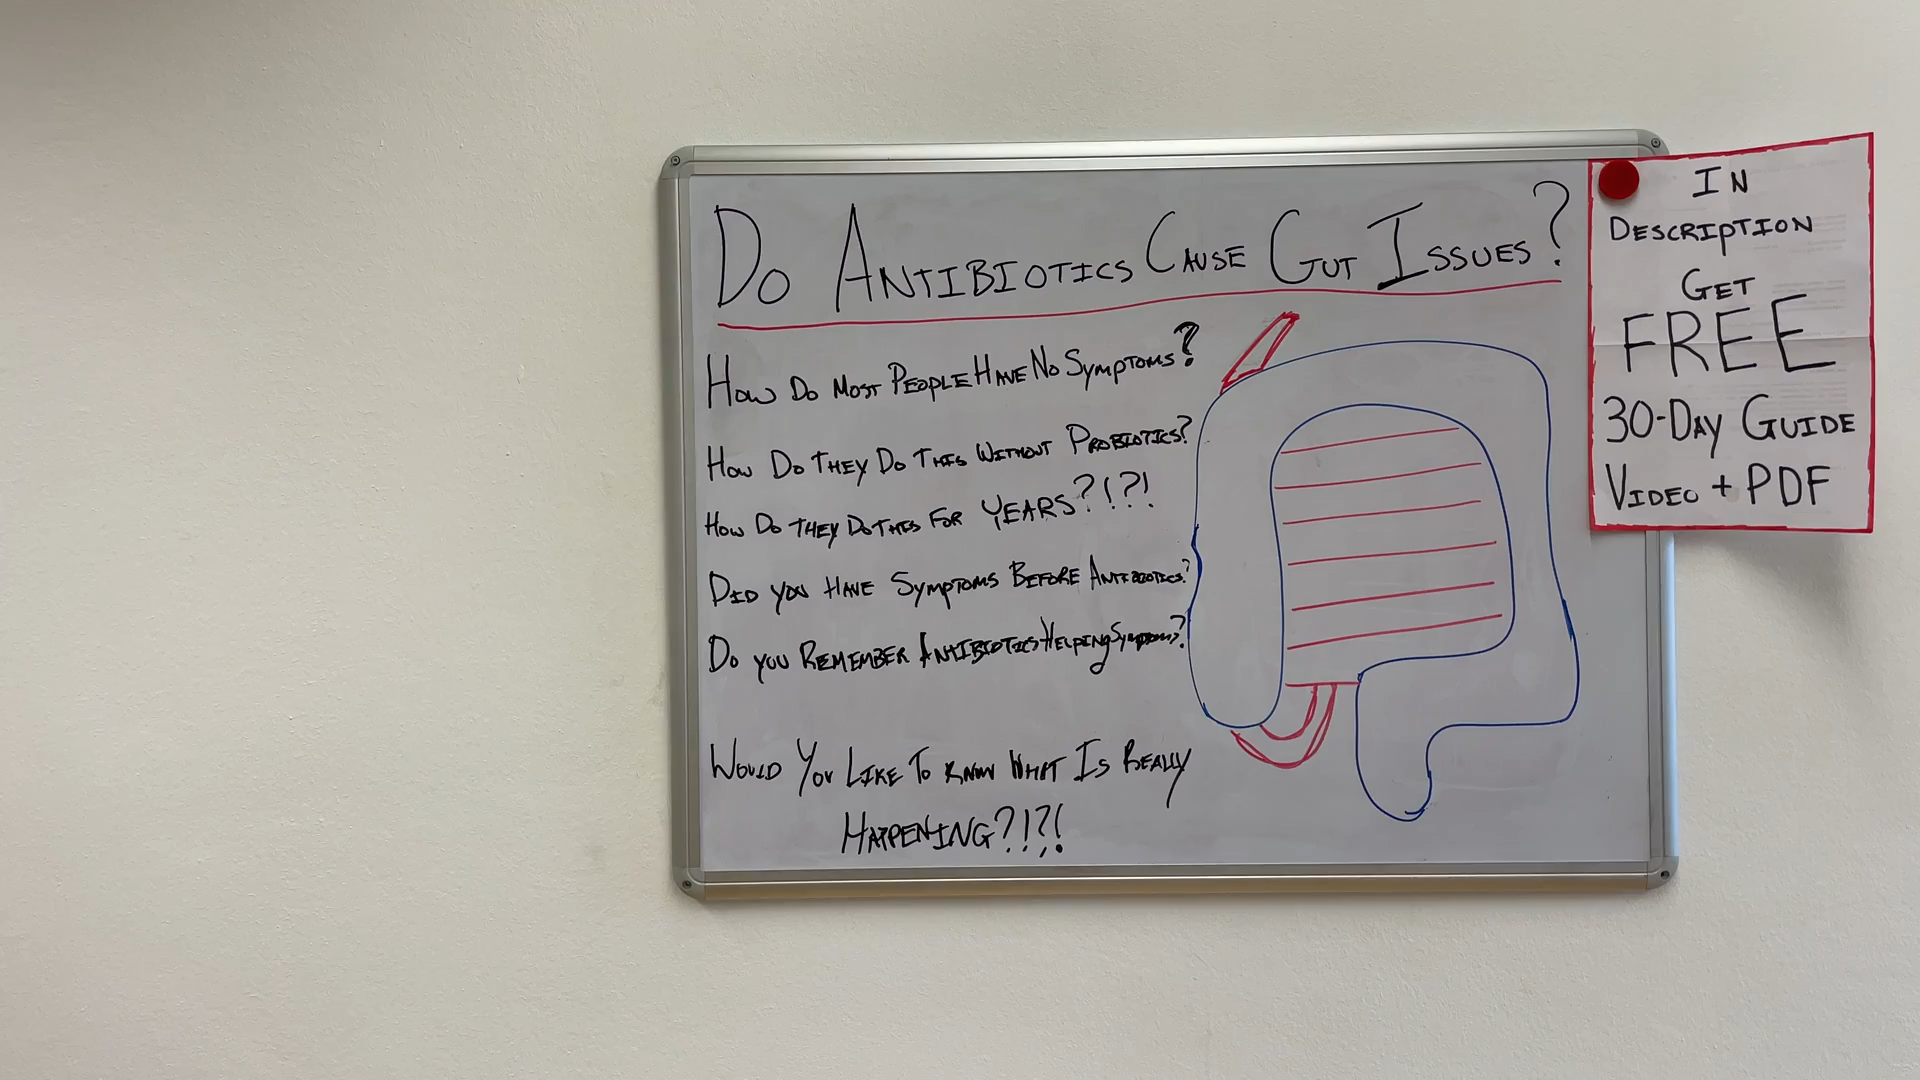 DO ANTIBIOTICS CAUSE GUT ISSUES?
HOW DO MOST PEOPLE HAVE NO SYMPTOMS?
HOW DO THEY DO THIS WITHOUT PROBIOTICS?
HOW DO THEY DO THIS FOR YEARS?!?!
DID YOU HAVE SYMPTOMS BEFORE ANTIBIOTICS?
DO YOU REMEMBER ANTIBIOTICS HELPING SYMPTOMS?
WOULD YOU LIKE TO KNOW WHAT IS REALLY
HAPPENING?!?!
IN
DESCRIPTION
GET
FREE
30-DAY GUIDE
VIDEO + PDF